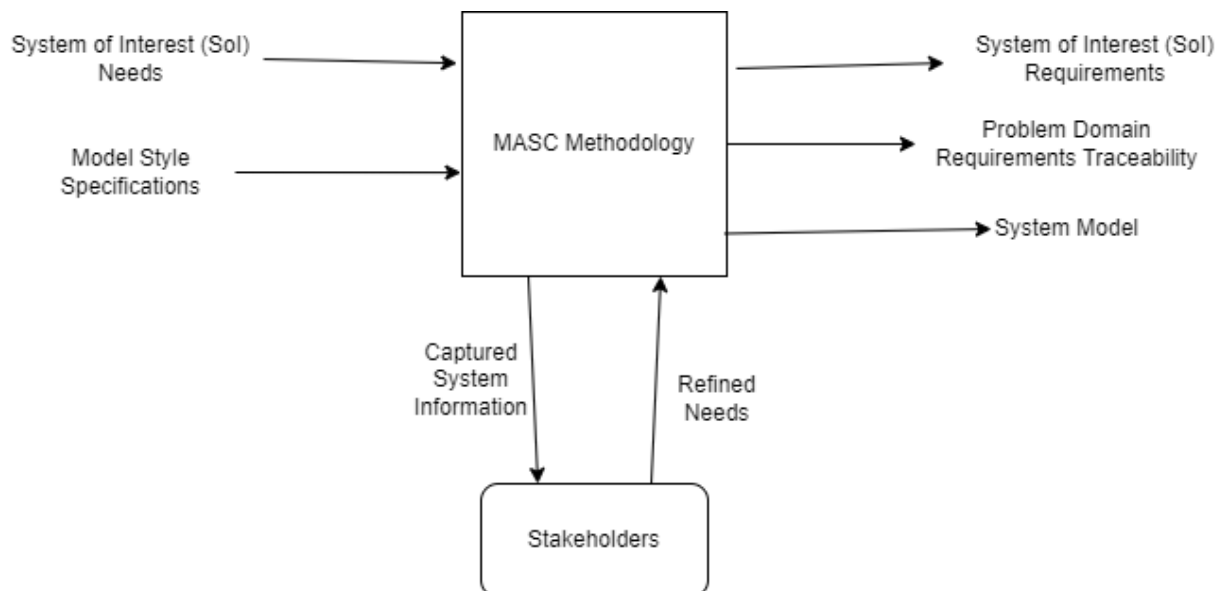 System of Interest (SoI)
Needs
Model Style
Specifications
MASC Methodology
System of Interest (SoI)
Requirements
Problem Domain
Requirements Traceability
System Model
Captured
System
Information
Refined
Needs
Stakeholders